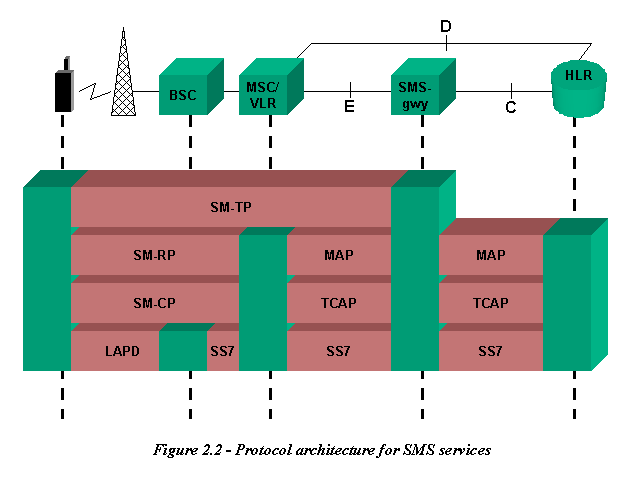 D
BSC
MSC/
VLR
E
SMS-
gwy
C
HLR
SM-TP
SM-RP
MAP
MAP
SM-CP
TCAP
TCAP
LAPD
SS7
SS7
SS7
Figure 2.2 - Protocol architecture for SMS services